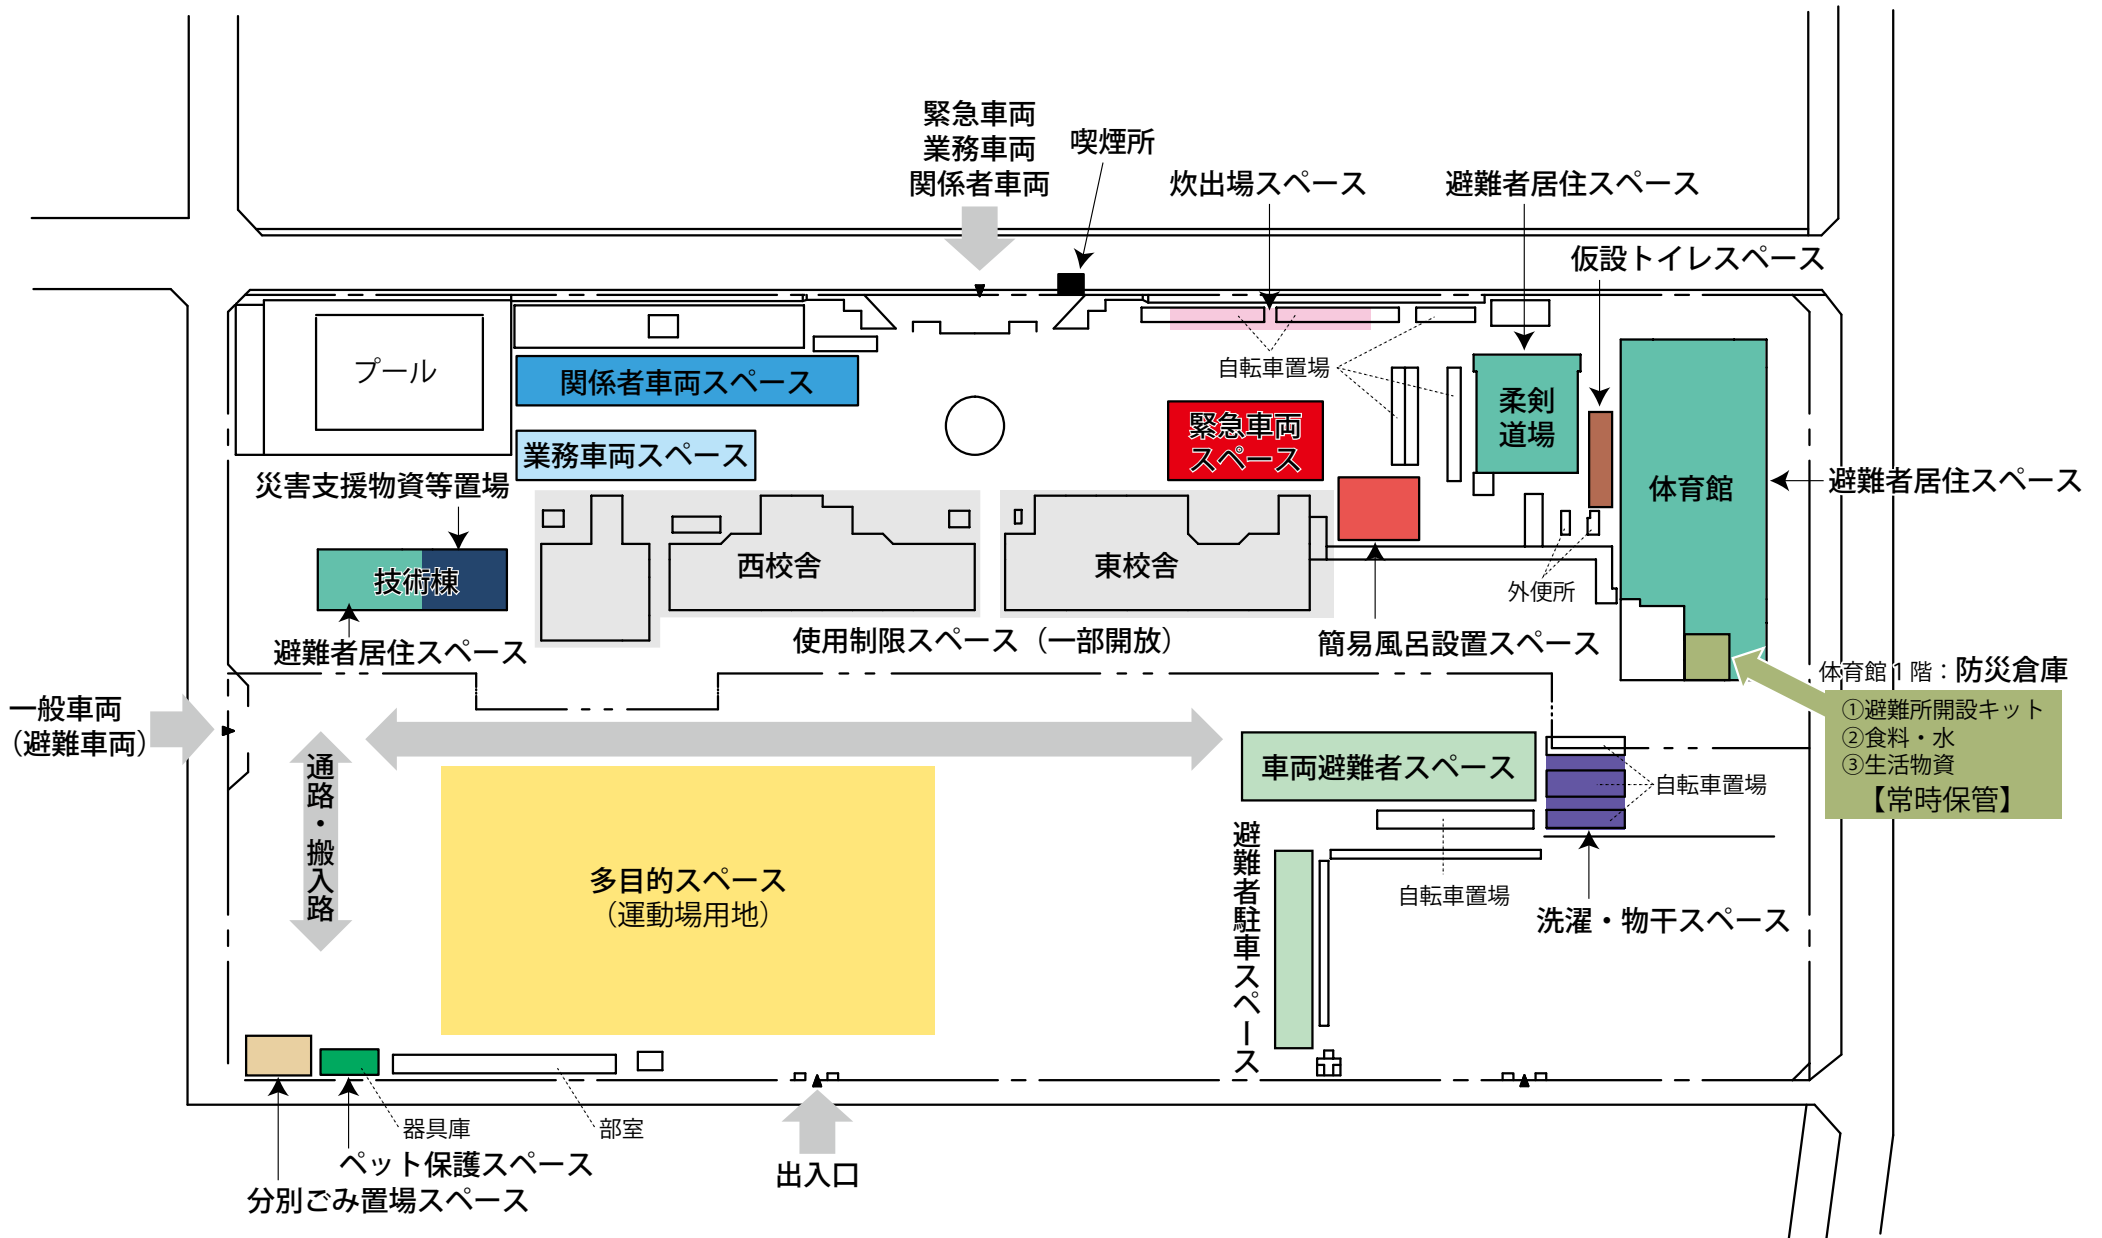 緊急車両
業務車両
関係者車両
喫煙所
炊出場スペース
避難者居住スペース
仮設トイレスペース
プール
関係者車両スペース
自転車置場
柔剣
道場
緊急車両
スペース
業務車両スペース
災害支援物資等置場
体育館
避難者居住スペース
技術棟
西校舎
東校舎
外便所
避難者居住スペース
使用制限スペース（一部開放）
簡易風呂設置スペース
体育館１階：防災倉庫
①避難所開設キット
②食料・水
③生活物資
【常時保管】
一般車両
（避難車両）
通路・搬入路
車両避難者スペース
自転車置場
避難者駐車スペース
自転車置場
洗濯・物干スペース
多目的スペース
（運動場用地）
器具庫
部室
ペット保護スペース
分別ごみ置場スペース
出入口